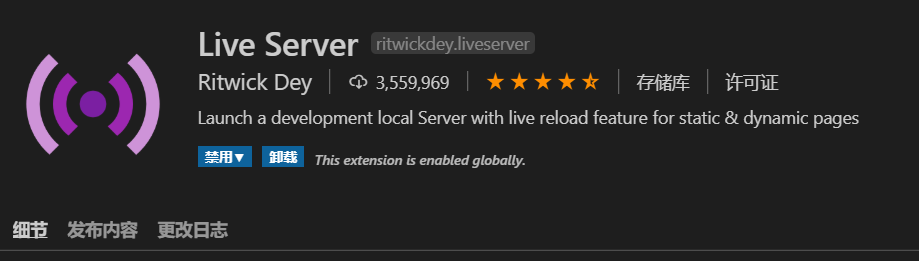 Live Server ritwickdey.liveserver
Ritwick Dey 3,559,969 存储库 许可证
Launch a development local Server with live reload feature for static & dynamic pages
禁用▼ 卸载 This extension is enabled globally.
细节 发布内容 更改日志